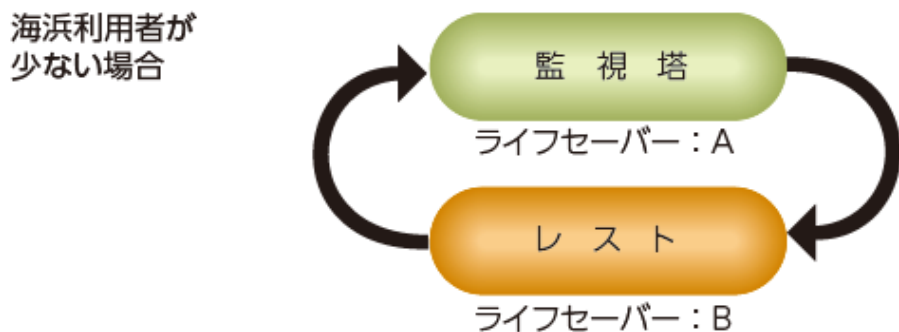 海浜利用者が
少ない場合
監視塔
ライフセーバー：A
レスト
ライフセーバー：B